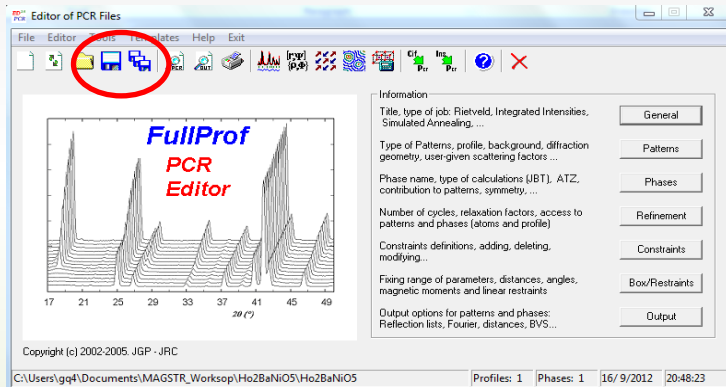 Editor of PCR Files
File Editor Tools Templates Help Exit
FullProf
PCR
Editor
17 21 25 29 33 37 41 45 49
2θ (°)
Copyright (c) 2002-2005. JGP - JRC
Information
Title, type of job: Rietveld, Integrated Intensities,
Simulated Annealing, ...
General
Type of Patterns, profile, background, diffraction
geometry, user-given scattering factors ...
Patterns
Phase name, type of calculations (JBT), ATZ,
contribution to patterns, symmetry, ...
Phases
Number of cycles, relaxation factors, access to
patterns and phases (atoms and profile)
Refinement
Constraints definitions, adding, deleting,
modifying...
Constraints
Fixing range of parameters, distances, angles,
magnetic moments and linear restraints
Box/Restraints
Output options for patterns and phases:
Reflection lists, Fourier, distances, BVS...
Output
C:\Users\gq4\Documents\MAGSTR_Worksop\Ho2BaNiO5\Ho2BaNiO5 Profiles: 1 Phases: 1 16/ 9/2012 20:48:23